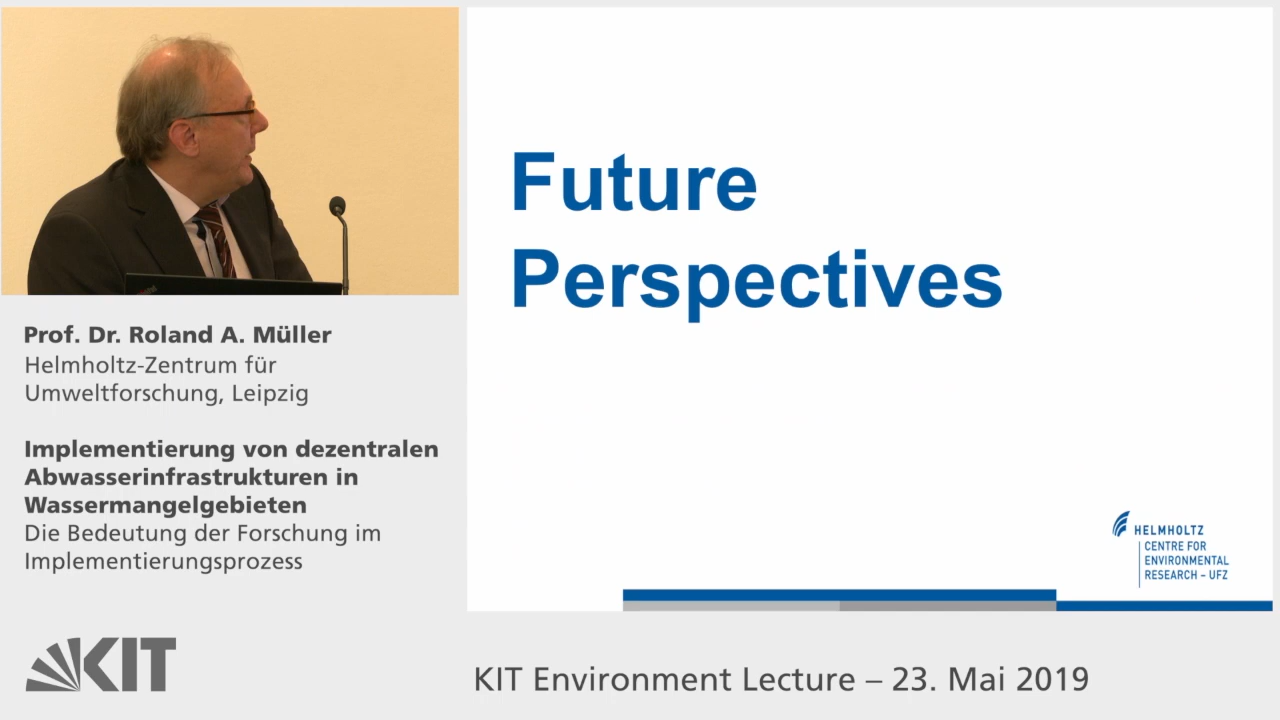 Future
Perspectives
HELMHOLTZ
CENTRE FOR
ENVIRONMENTAL
RESEARCH – UFZ
Prof. Dr. Roland A. Müller
Helmholtz-Zentrum für
Umweltforschung, Leipzig
Implementierung von dezentralen
Abwasserinfrastrukturen in
Wassermangelgebieten
Die Bedeutung der Forschung im
Implementierungsprozess
KIT
KIT Environment Lecture – 23. Mai 2019